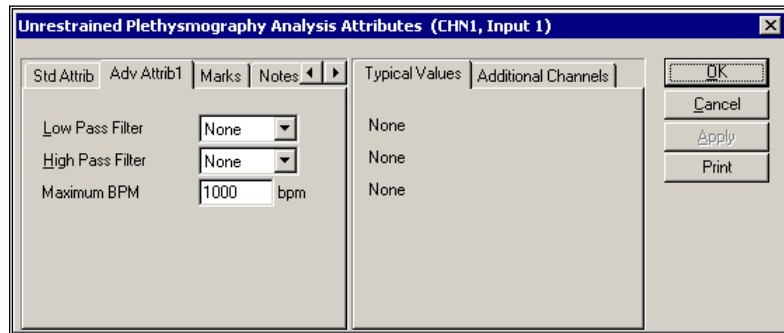 Unrestrained Plethysmography Analysis Attributes (CHN1, Input 1)
Std Attrib Adv Attrib1 Marks Notes
Low Pass Filter None
High Pass Filter None
Maximum BPM 1000 bpm
Typical Values Additional Channels
None
None
None
OK
Cancel
Apply
Print